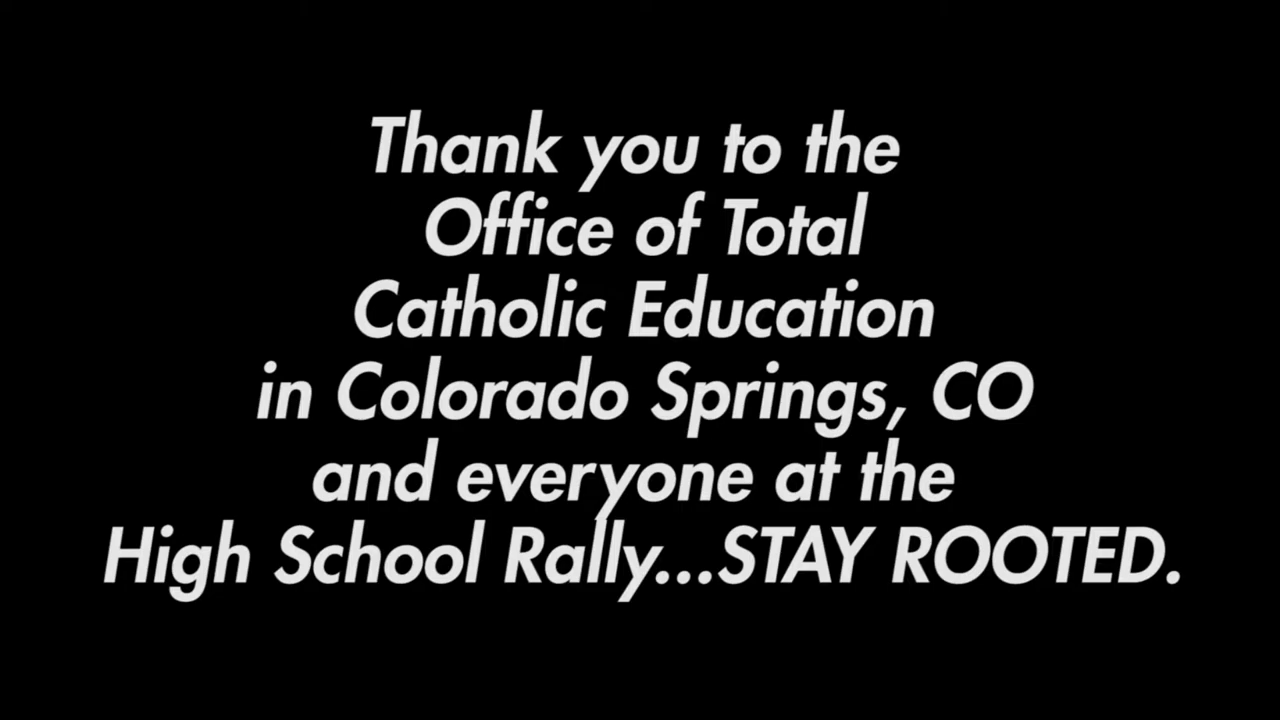 Thank you to the
Office of Total
Catholic Education
in Colorado Springs, CO
and everyone at the
High School Rally...STAY ROOTED.